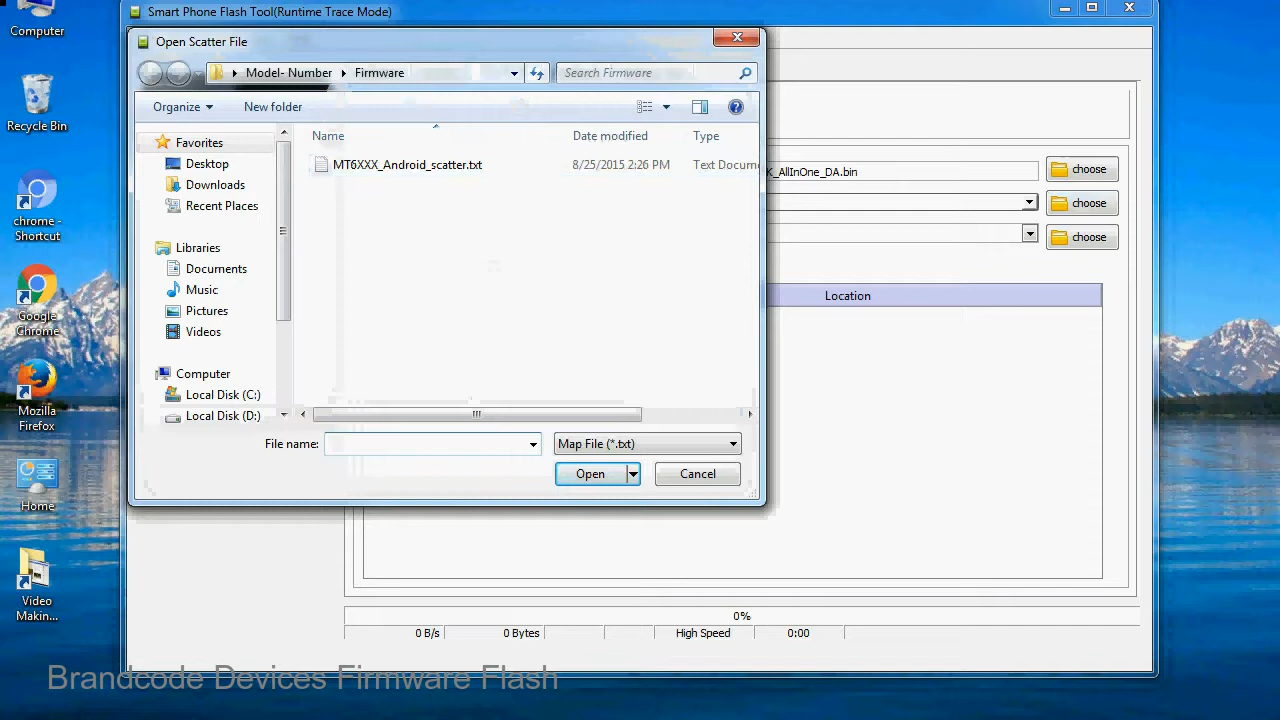 Computer
Recycle Bin
chrome -
Shortcut
Google
Chrome
Mozilla
Firefox
Home
Video
Makin...
Smart Phone Flash Tool(Runtime Trace Mode)
Open Scatter File
Model- Number
Firmware
Search Firmware
Organize
New folder
Name
Date modified
Type
MT6XXX_Android_scatter.txt
8/25/2015 2:26 PM
Text Docum
Favorites
Desktop
Downloads
Recent Places
Libraries
Documents
Music
Pictures
Videos
Computer
Local Disk (C:)
Local Disk (D:)
File name:
Map File (*.txt)
Open
Cancel
K_AllInOne_DA.bin
choose
choose
choose
Location
0%
0 B/s
0 Bytes
High Speed
0:00
Brandcode Devices Firmware Flash